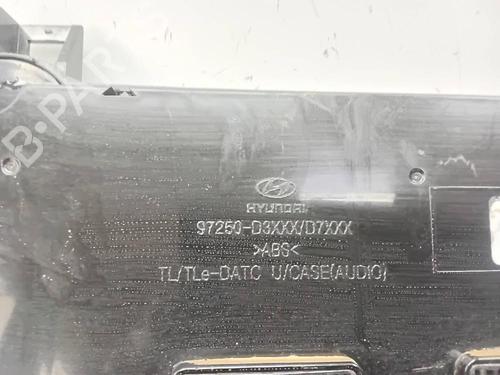 HYUNDAI
97250-D3XXX/D7XXX
>ABS<
TL/TLe-DATC U/CASE(AUDIO)